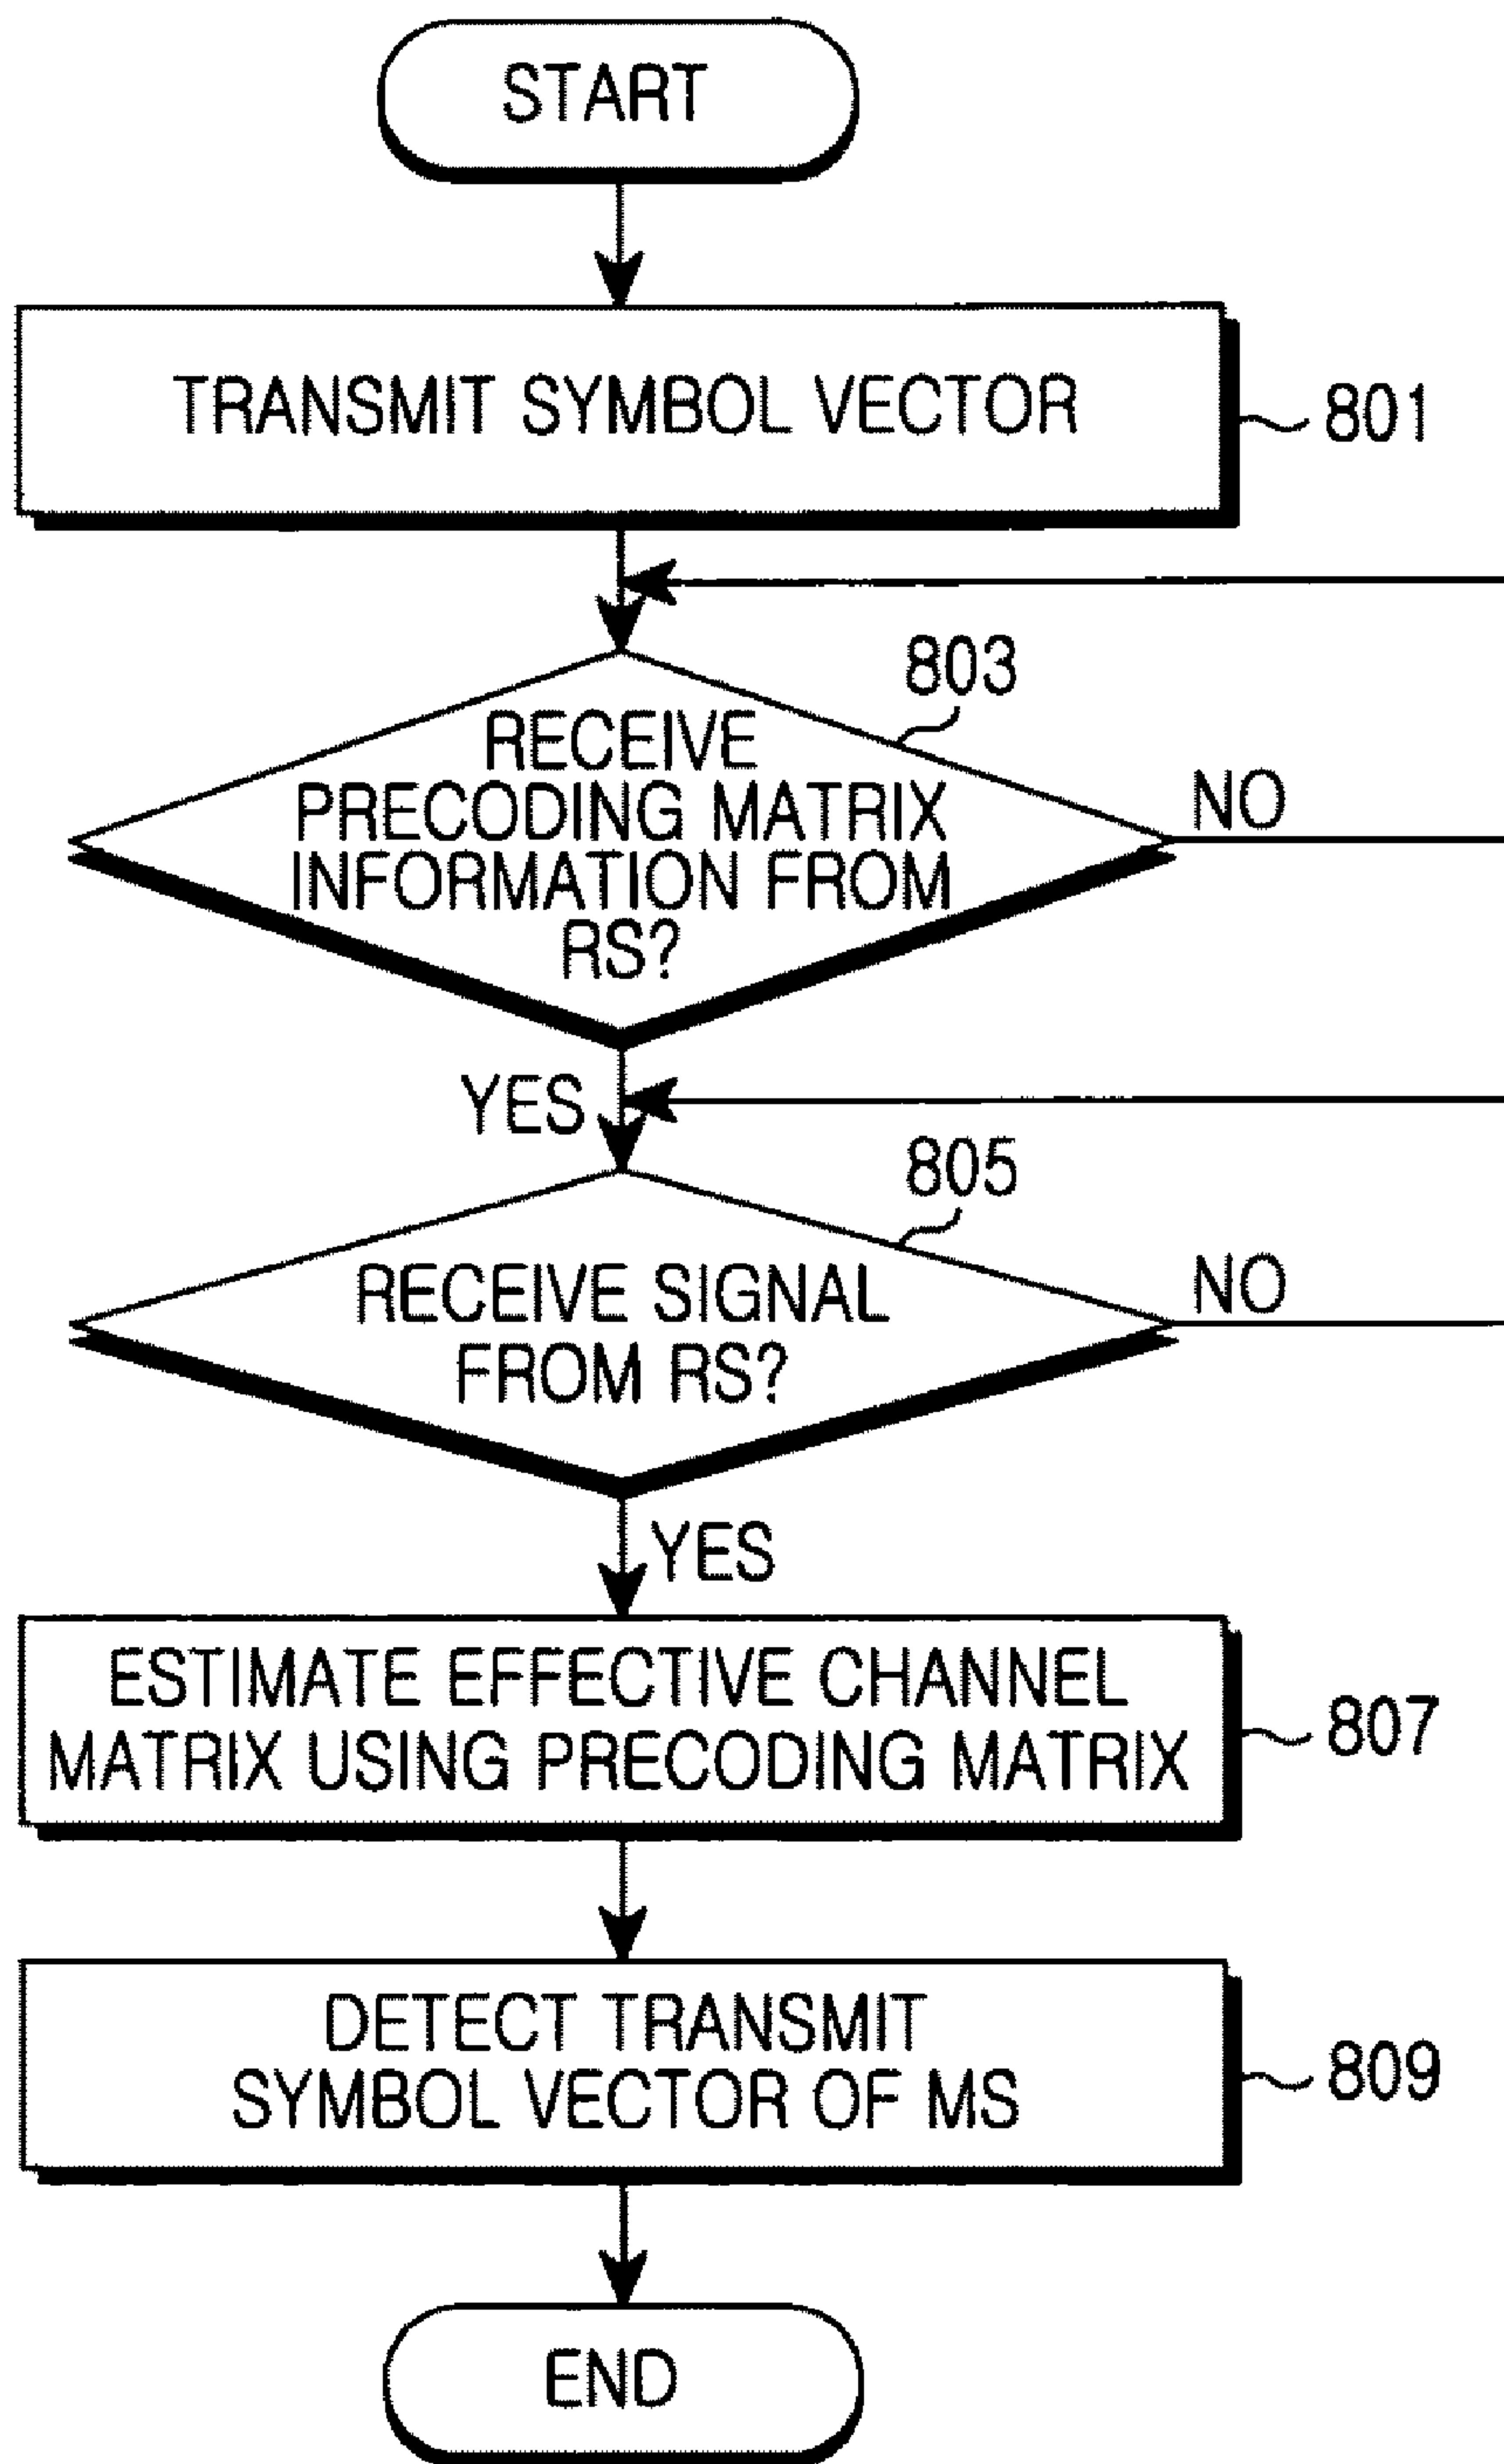 START
TRANSMIT SYMBOL VECTOR
801
803
RECEIVE
PRECODING MATRIX
INFORMATION FROM
RS?
NO
YES
805
RECEIVE SIGNAL
FROM RS?
NO
YES
ESTIMATE EFFECTIVE CHANNEL
MATRIX USING PRECODING MATRIX
807
DETECT TRANSMIT
SYMBOL VECTOR OF MS
809
END